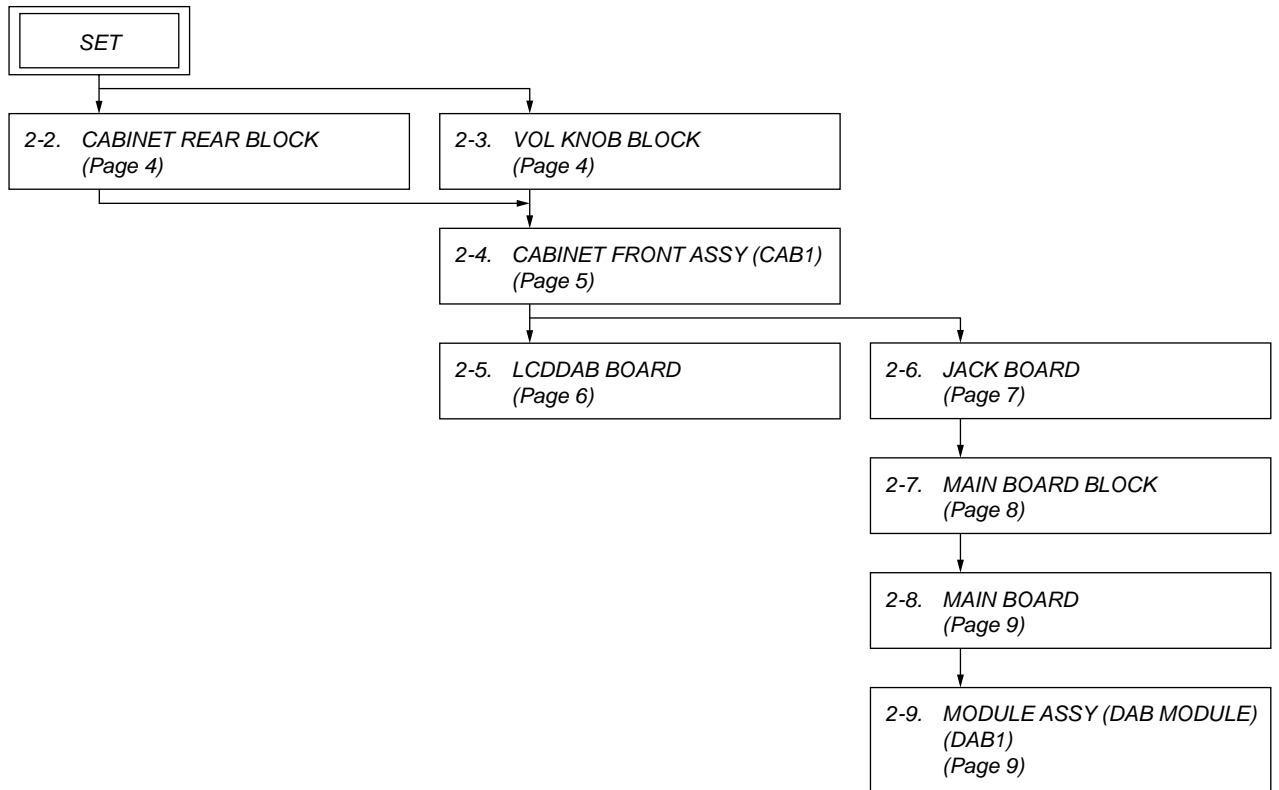 SET
2-2. CABINET REAR BLOCK
(Page 4)
2-3. VOL KNOB BLOCK
(Page 4)
2-4. CABINET FRONT ASSY (CAB1)
(Page 5)
2-5. LCDDAB BOARD
(Page 6)
2-6. JACK BOARD
(Page 7)
2-7. MAIN BOARD BLOCK
(Page 8)
2-8. MAIN BOARD
(Page 9)
2-9. MODULE ASSY (DAB MODULE)
(DAB1)
(Page 9)